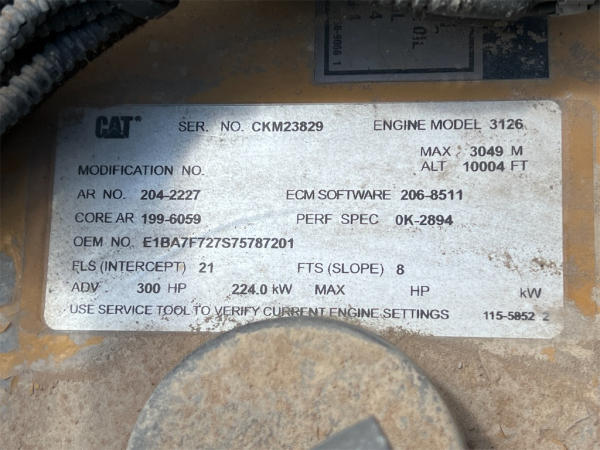 OIL
CAT SER. NO. CKM23829 ENGINE MODEL 3126
MAX 3049 M
MODIFICATION NO. ALT 10004 FT
AR NO. 204-2227 ECM SOFTWARE 206-8511
CORE AR 199-6059 PERF SPEC 0K-2894
OEM NO. E1BA7F727S75787201
FLS (INTERCEPT) 21 FTS (SLOPE) 8
ADV 300 HP 224.0 kW MAX HP kW
USE SERVICE TOOL TO VERIFY CURRENT ENGINE SETTINGS 115-5852 2